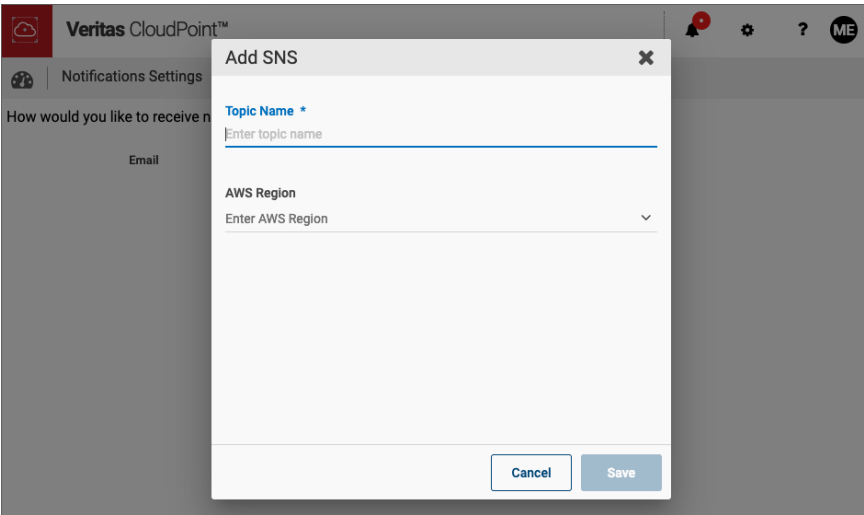 Veritas CloudPoint™
? ME
Notifications Settings
How would you like to receive n
Email
Add SNS
Topic Name *
Enter topic name
AWS Region
Enter AWS Region
Cancel Save